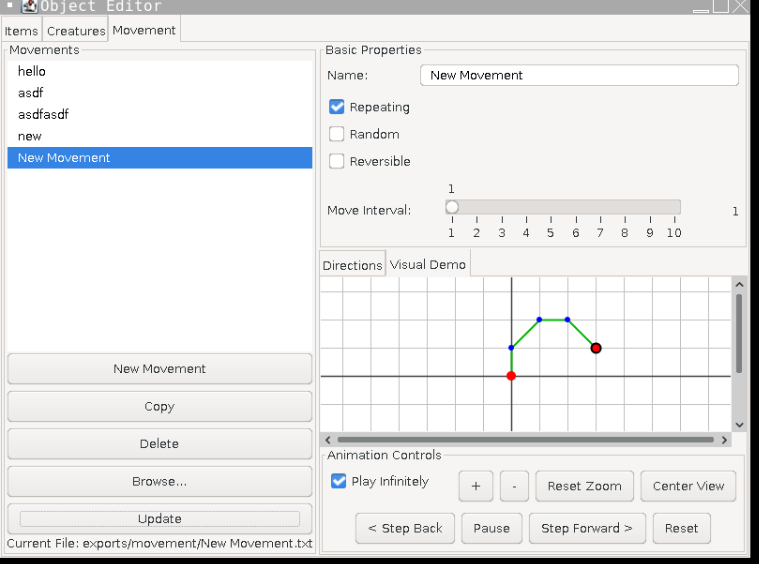 Object Editor
Items Creatures Movement
Movements
hello
asdf
asdfasdf
new
New Movement
New Movement
Copy
Delete
Browse...
Update
Current File: exports/movement/New Movement.txt
Basic Properties
Name: New Movement
Repeating
Random
Reversible
1
Move Interval: 1
1 2 3 4 5 6 7 8 9 10
Directions Visual Demo
Animation Controls
Play Infinitely + - Reset Zoom Center View
< Step Back Pause Step Forward > Reset